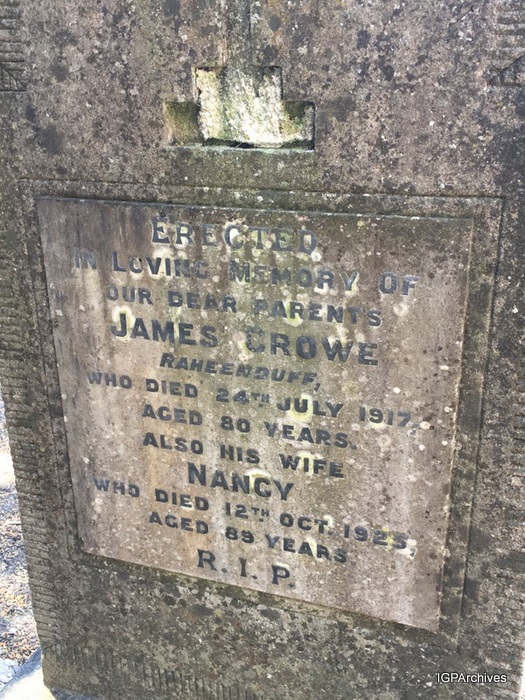 ERECTED
IN LOVING MEMORY OF
OUR DEAR PARENTS
JAMES CROWE
RAHEENDUFF,
WHO DIED 24TH JULY 1917,
AGED 80 YEARS.
ALSO HIS WIFE
NANCY
WHO DIED 12TH OCT. 1925,
AGED 89 YEARS.
R. I. P.
IGPArchives